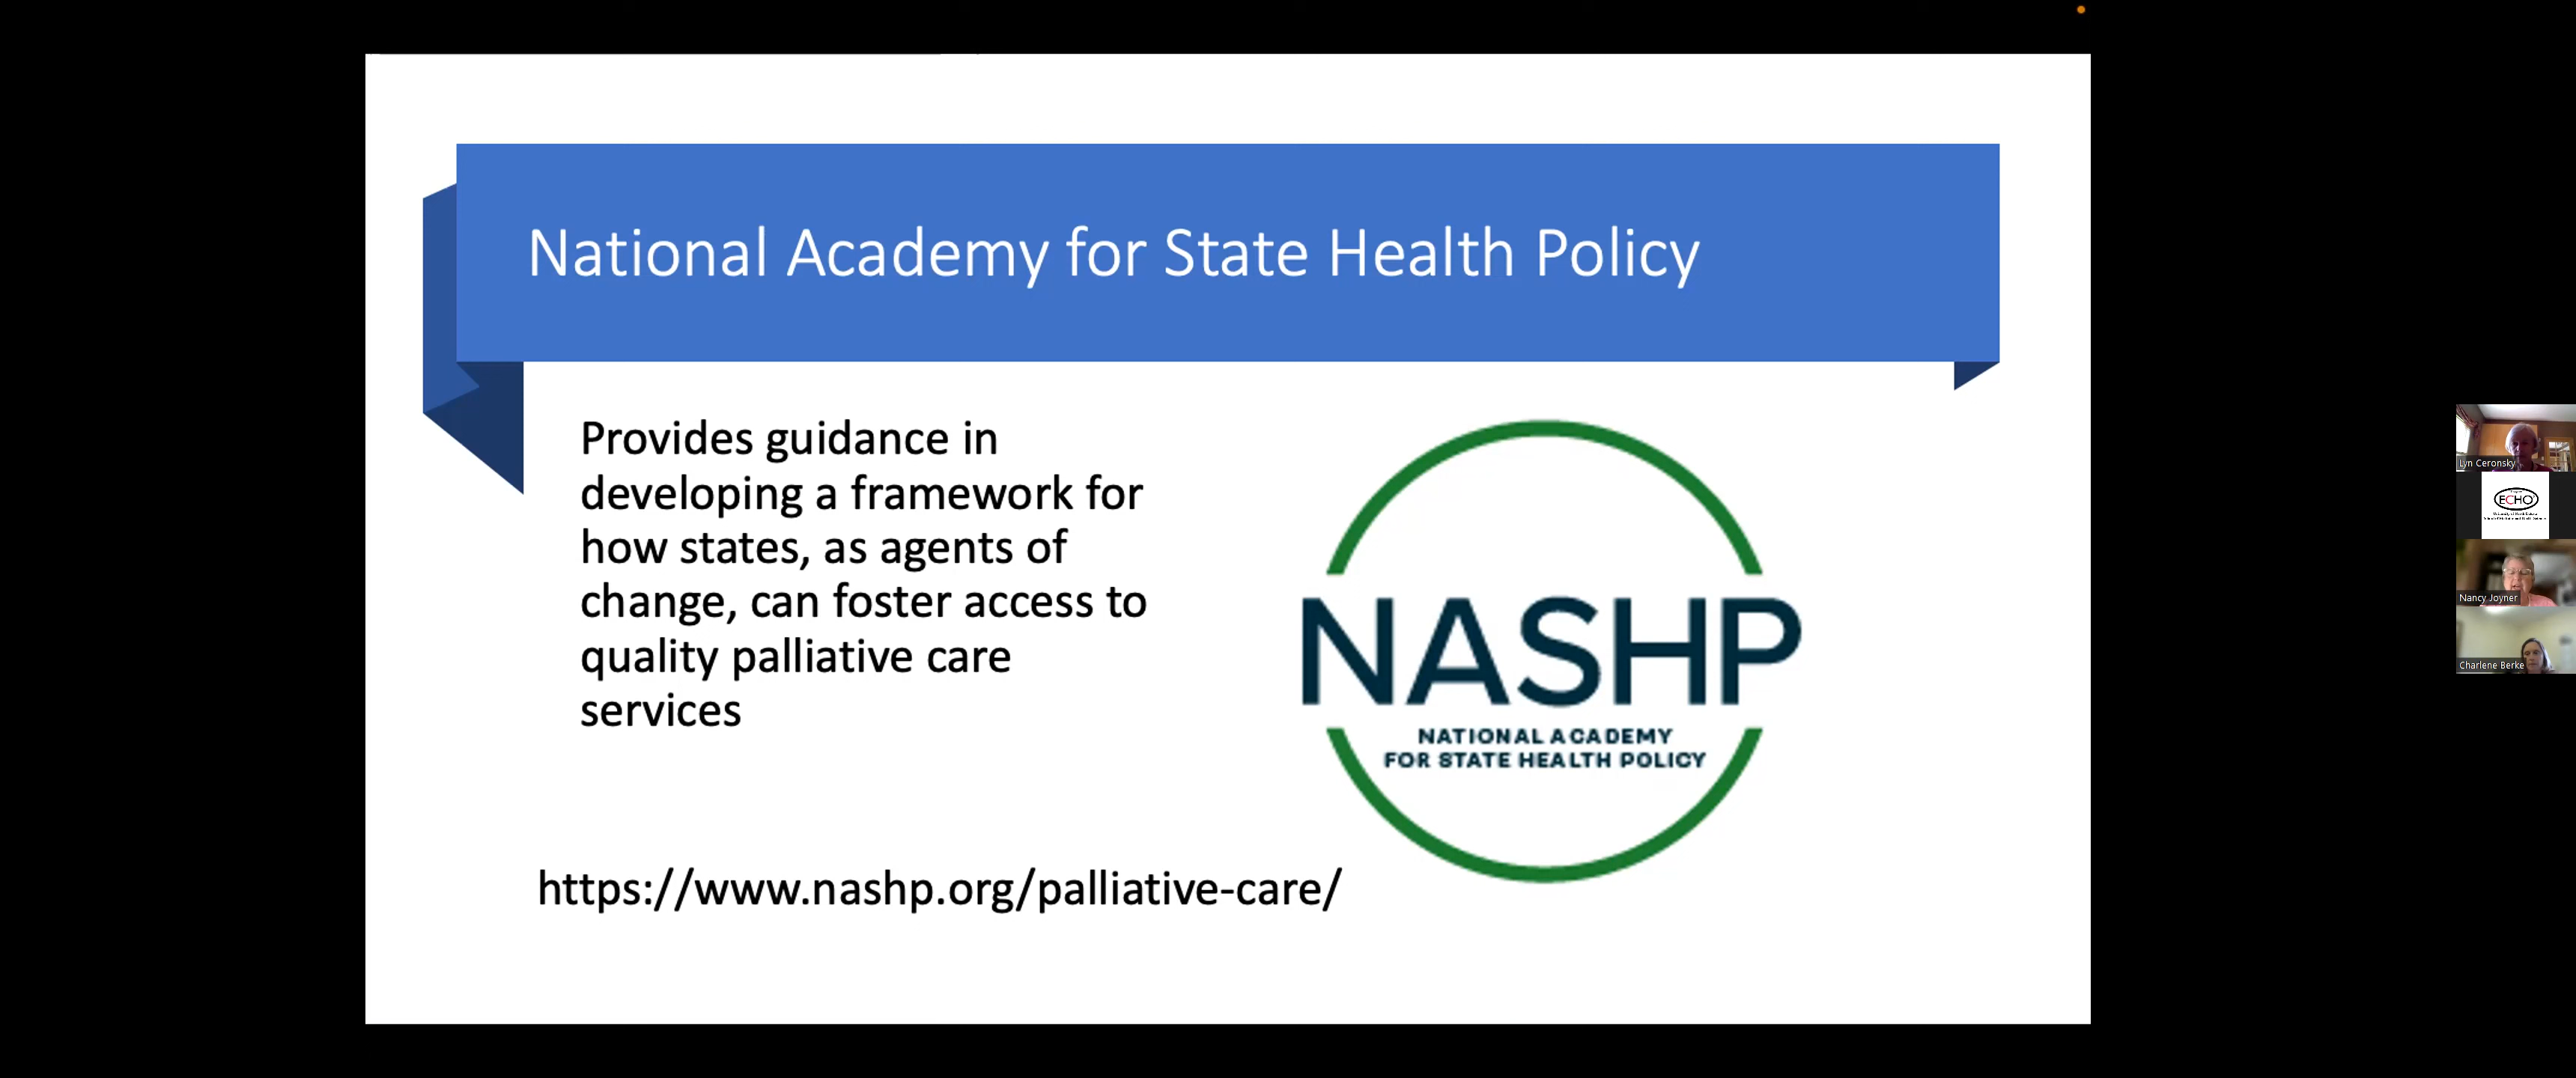 National Academy for State Health Policy
Provides guidance in
developing a framework for
how states, as agents of
change, can foster access to
quality palliative care
services
NASHP
NATIONAL ACADEMY
FOR STATE HEALTH POLICY
https://www.nashp.org/palliative-care/
Lyn Ceronsky
ECHO
Nancy Joyner
Charlene Berke